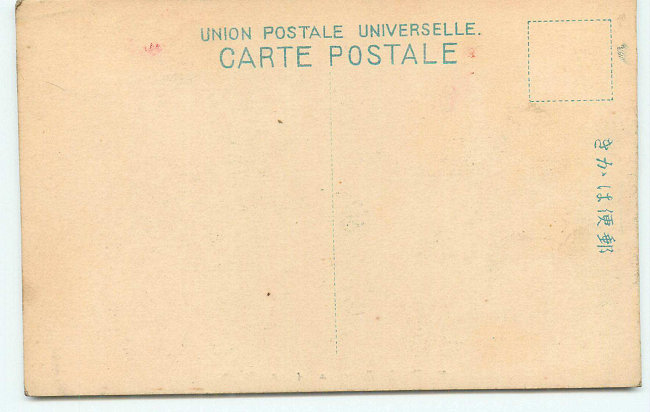 UNION POSTALE UNIVERSELLE.
CARTE POSTALE
郵便はかき